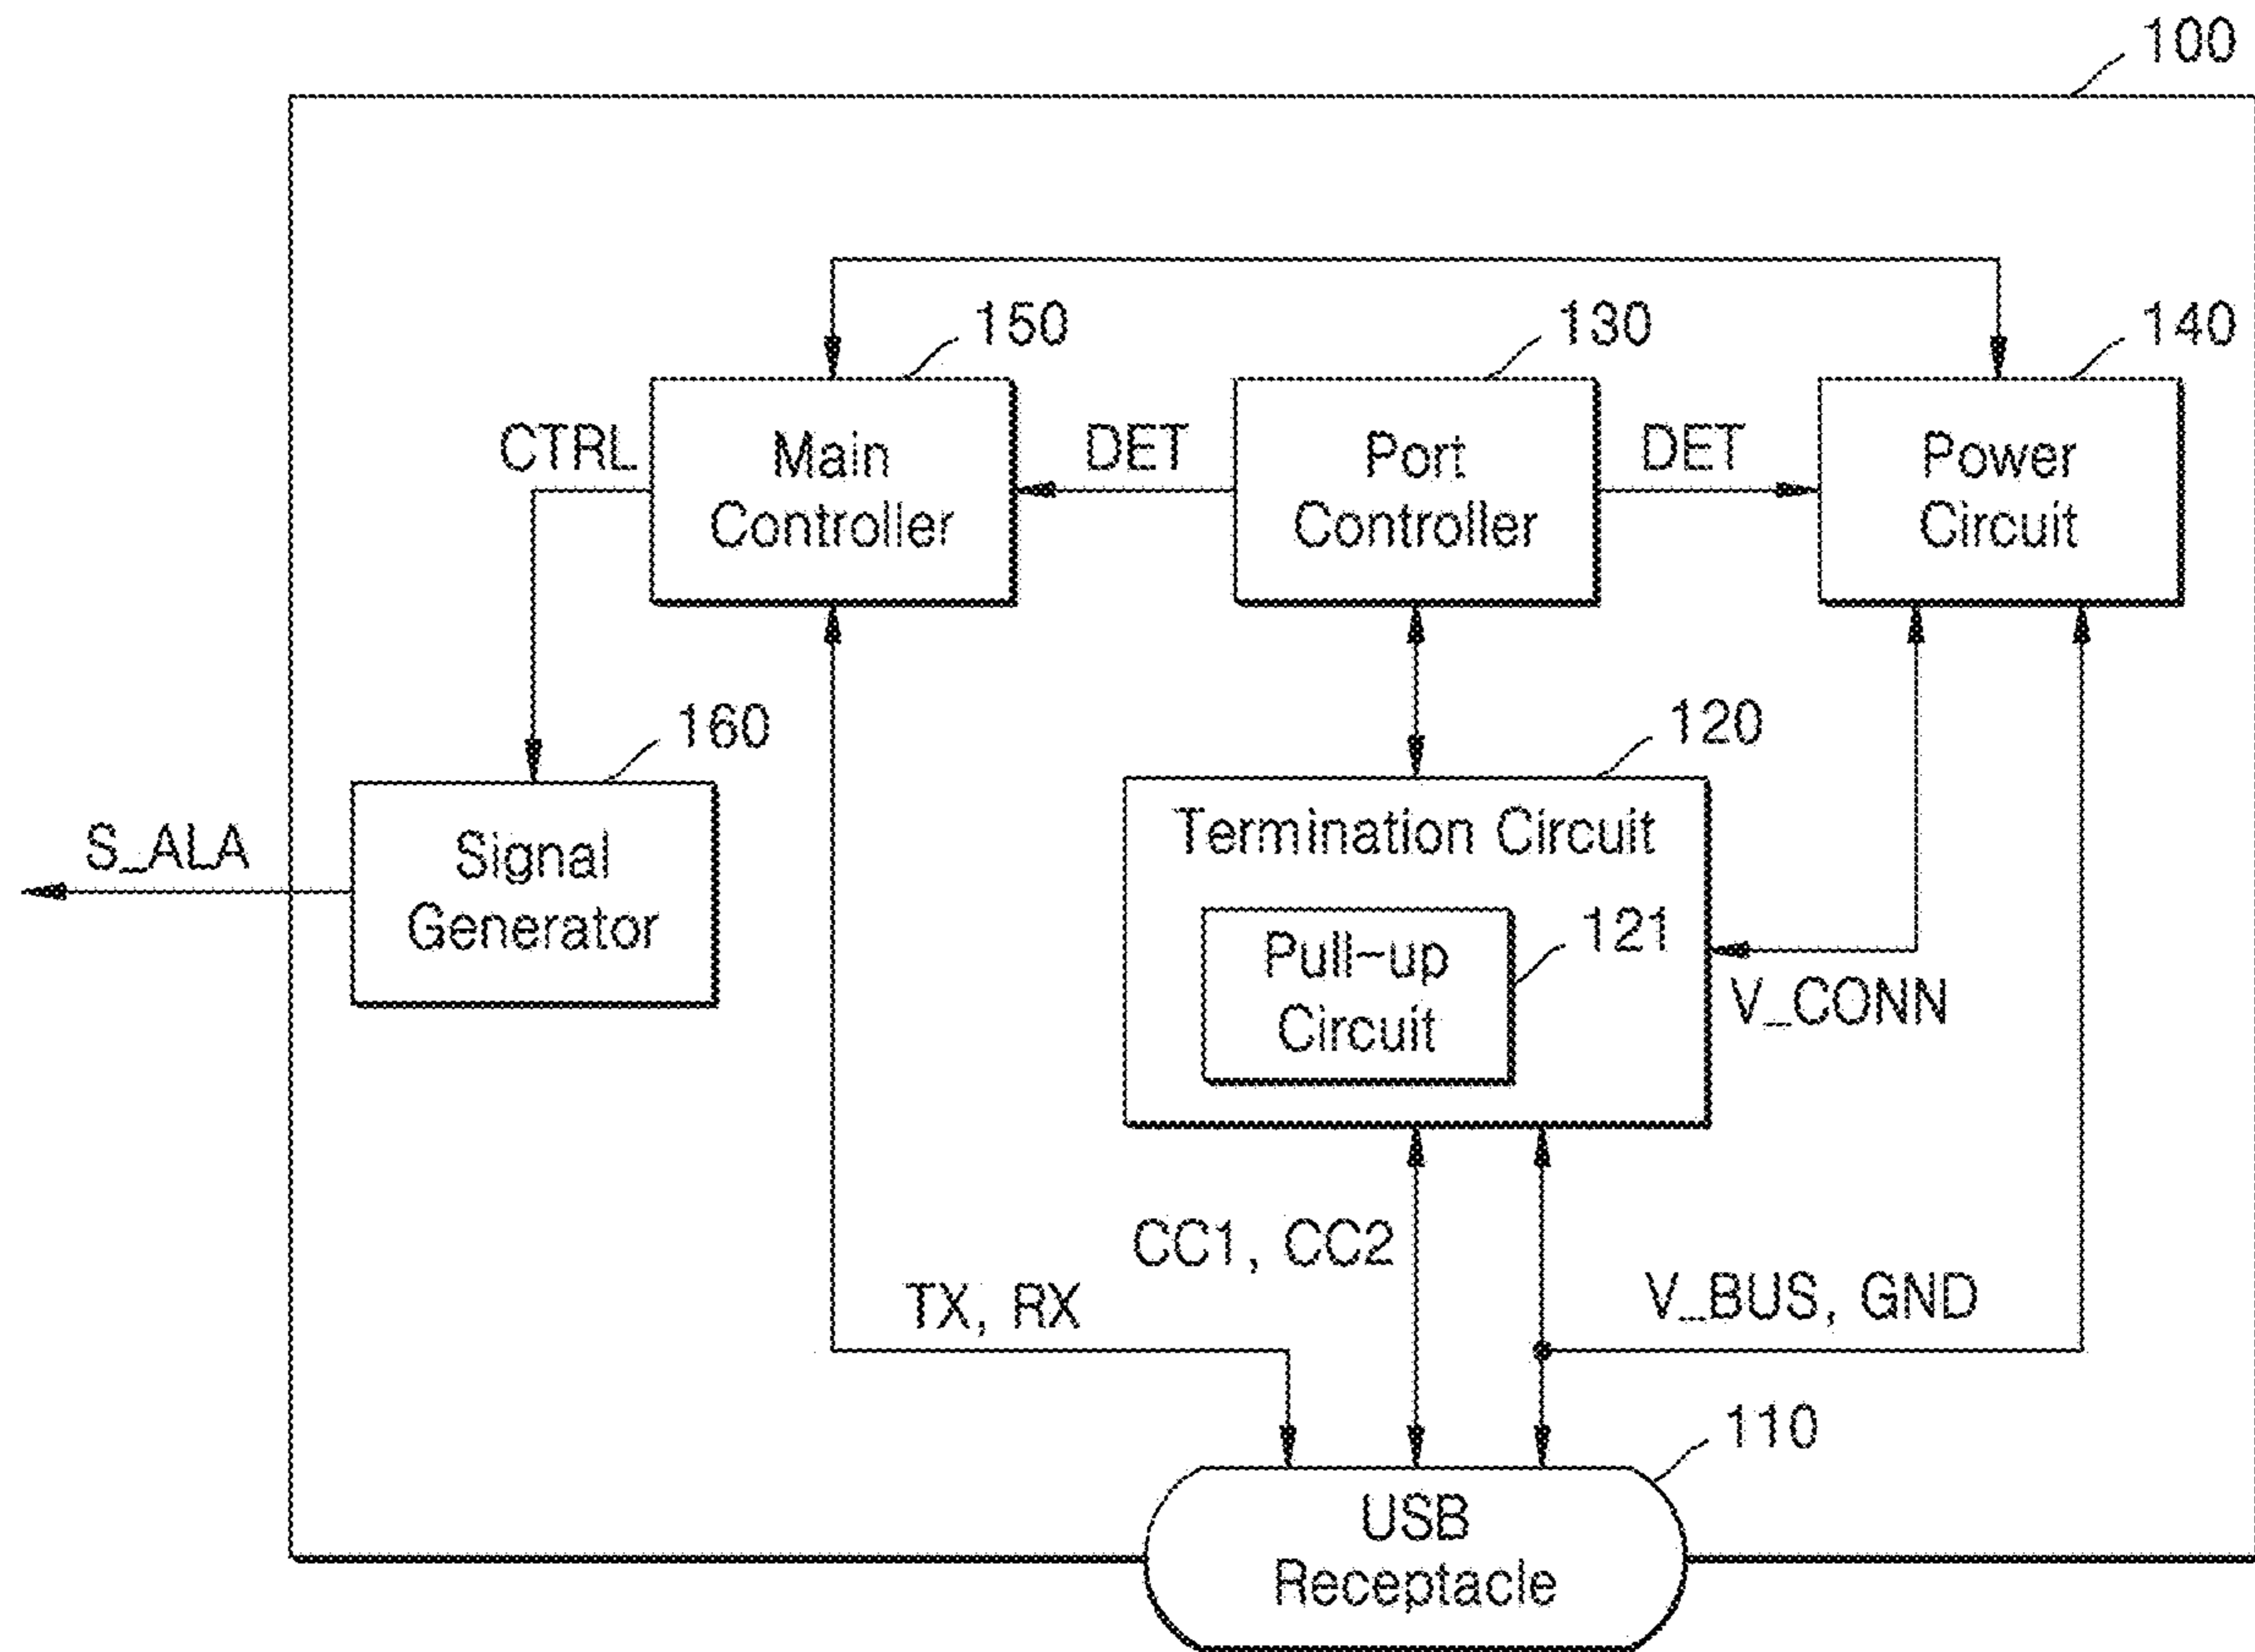 100
150
130
140
CTRL
Main
Controller
DET
Port
Controller
DET
Power
Circuit
160
120
S_ALA
Signal
Generator
Termination Circuit
121
Pull-up
Circuit
V_CONN
CC1, CC2
TX, RX
V_BUS, GND
110
USB
Receptacle